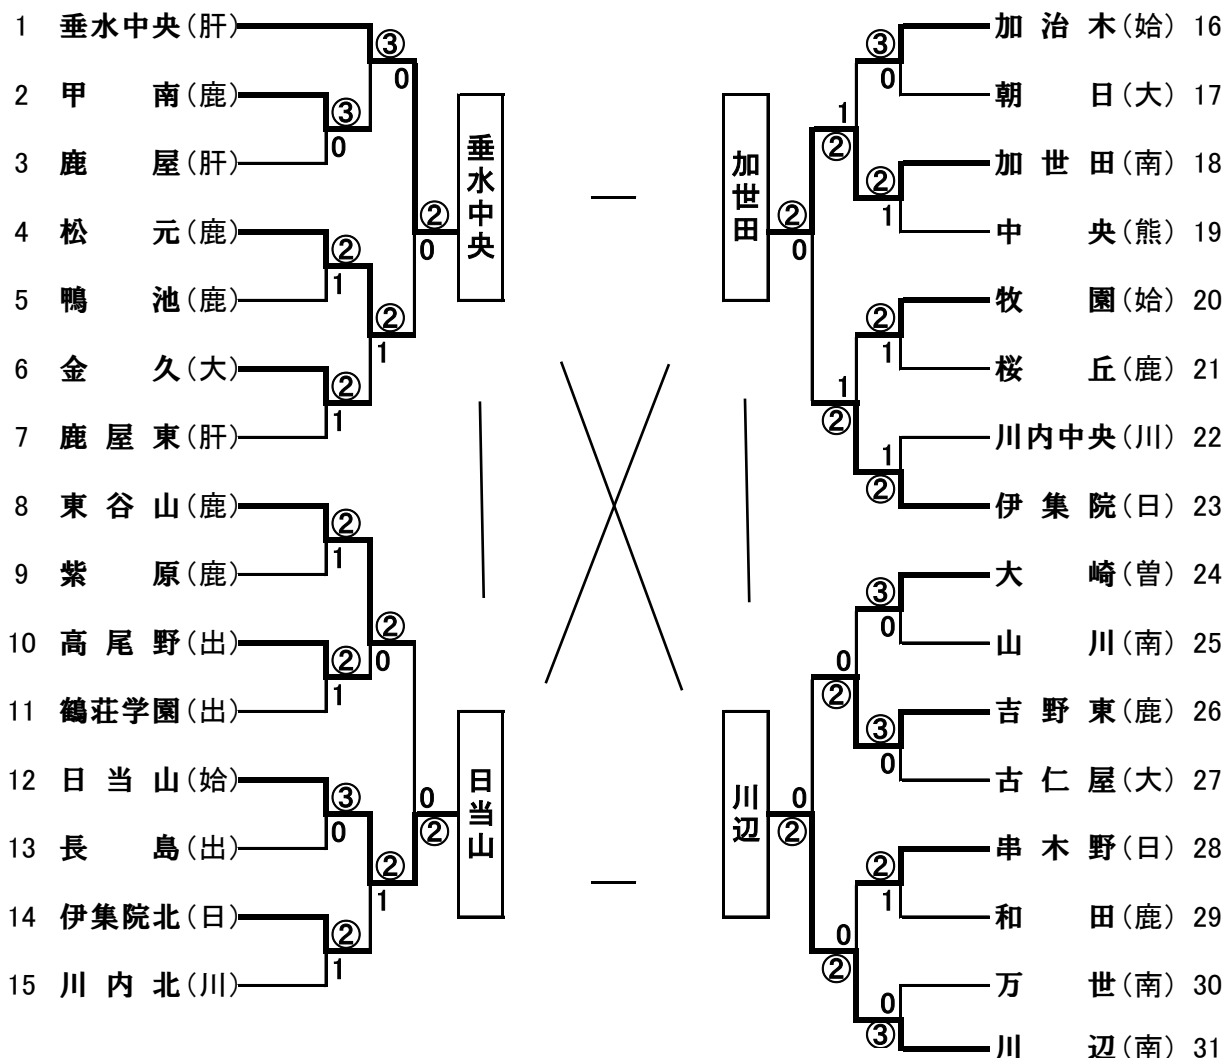 1 垂水中央(肝)
2 甲南(鹿)
3 鹿屋(肝)
4 松元(鹿)
5 鴨池(鹿)
6 金久(大)
7 鹿屋東(肝)
8 東谷山(鹿)
9 紫原(鹿)
10 高尾野(出)
11 鶴荘学園(出)
12 日当山(姶)
13 長島(出)
14 伊集院北(日)
15 川内北(川)
③
0
③
0
②
1
②
1
②
1
②
0
垂水中央
②
1
②
1
②
0
③
0
②
1
②
1
0
②
日当山
加世田
②
0
1
②
③
0
②
1
1
②
②
1
1
②
川辺
0
②
0
②
③
0
③
0
0
②
②
1
0
③
加治木(姶) 16
朝日(大) 17
加世田(南) 18
中央(熊) 19
牧園(姶) 20
桜丘(鹿) 21
川内中央(川) 22
伊集院(日) 23
大崎(曽) 24
山川(南) 25
吉野東(鹿) 26
古仁屋(大) 27
串木野(日) 28
和田(鹿) 29
万世(南) 30
川辺(南) 31